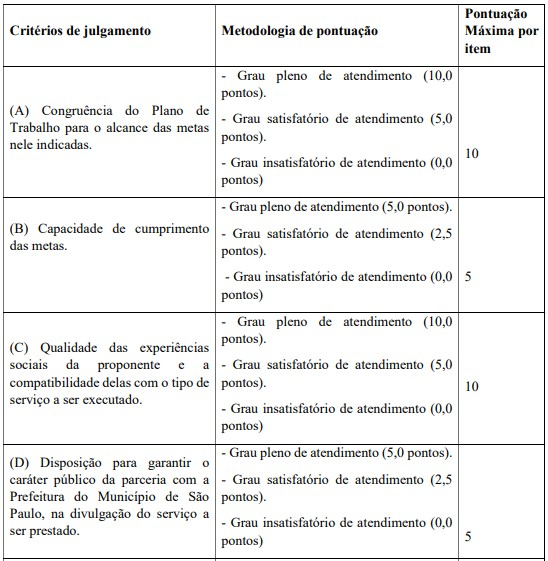 Critérios de julgamento
Metodologia de pontuação
Pontuação
Máxima por
item
(A) Congruência do Plano de
Trabalho para o alcance das metas
nele indicadas.
- Grau pleno de atendimento (10,0
pontos).
- Grau satisfatório de atendimento (5,0
pontos).
- Grau insatisfatório de atendimento (0,0
pontos)
10
(B) Capacidade de cumprimento
das metas.
- Grau pleno de atendimento (5,0 pontos).
- Grau satisfatório de atendimento (2,5
pontos).
- Grau insatisfatório de atendimento (0,0
pontos)
5
(C) Qualidade das experiências
sociais da proponente e a
compatibilidade delas com o tipo de
serviço a ser executado.
- Grau pleno de atendimento (10,0
pontos).
- Grau satisfatório de atendimento (5,0
pontos).
- Grau insatisfatório de atendimento (0,0
pontos)
10
(D) Disposição para garantir o
caráter público da parceria com a
Prefeitura do Município de São
Paulo, na divulgação do serviço a
ser prestado.
- Grau pleno de atendimento (5,0 pontos).
- Grau satisfatório de atendimento (2,5
pontos).
- Grau insatisfatório de atendimento (0,0
pontos)
5